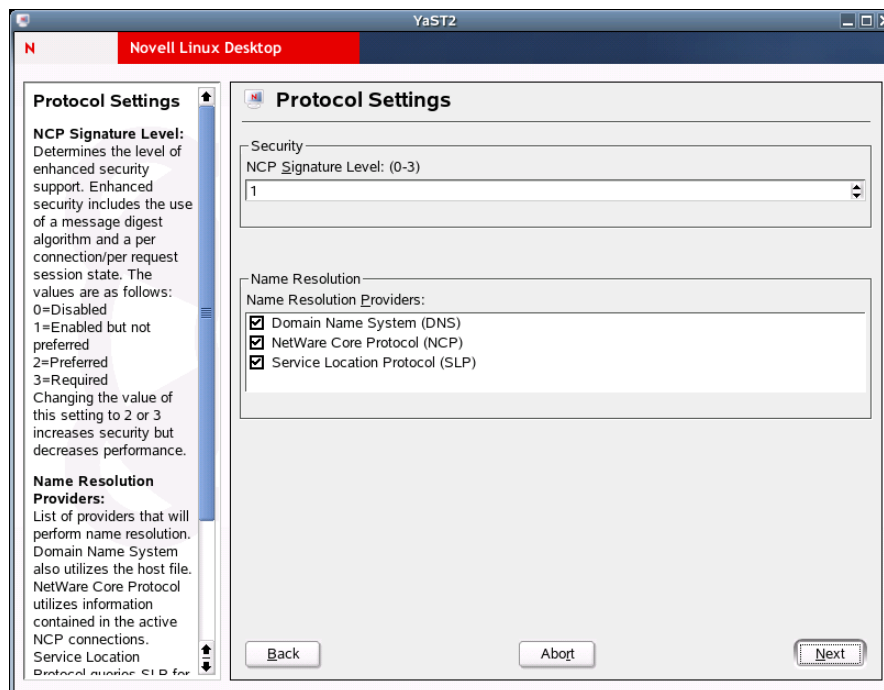 YaST2
N
Novell Linux Desktop
Protocol Settings
NCP Signature Level:
Determines the level of
enhanced security
support. Enhanced
security includes the use
of a message digest
algorithm and a per
connection/per request
session state. The
values are as follows:
0=Disabled
1=Enabled but not
preferred
2=Preferred
3=Required
Changing the value of
this setting to 2 or 3
increases security but
decreases performance.
Name Resolution
Providers:
List of providers that will
perform name resolution.
Domain Name System
also utilizes the host file.
NetWare Core Protocol
utilizes information
contained in the active
NCP connections.
Service Location
Protocol queries SLP for
Protocol Settings
Security
NCP Signature Level: (0-3)
1
Name Resolution
Name Resolution Providers:
Domain Name System (DNS)
NetWare Core Protocol (NCP)
Service Location Protocol (SLP)
Back
Abort
Next